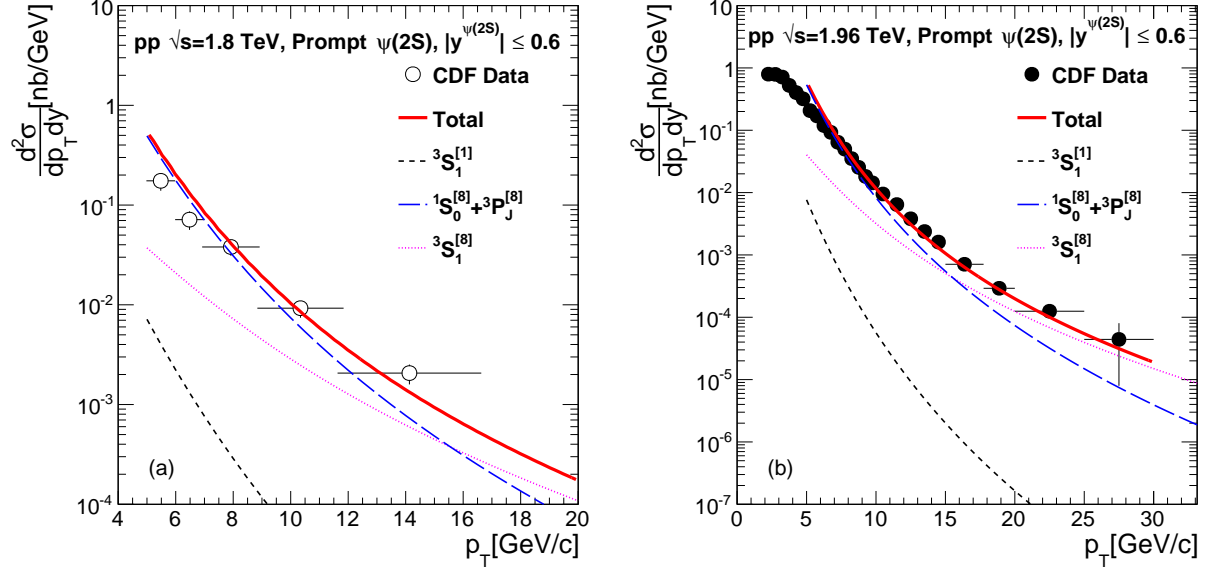 pp √s=1.8 TeV, Prompt ψ(2S), |y^ψ(2S)| ≤ 0.6
CDF Data
Total
³S₁^[1]
¹S₀^[8]+³P_J^[8]
³S₁^[8]
(a)
d²σ/dp_Tdy [nb/GeV]
10
1
10⁻¹
10⁻²
10⁻³
10⁻⁴
4 6 8 10 12 14 16 18 20
p_T[GeV/c]
pp √s=1.96 TeV, Prompt ψ(2S), |y^ψ(2S)| ≤ 0.6
CDF Data
Total
³S₁^[1]
¹S₀^[8]+³P_J^[8]
³S₁^[8]
(b)
d²σ/dp_Tdy [nb/GeV]
10
1
10⁻¹
10⁻²
10⁻³
10⁻⁴
10⁻⁵
10⁻⁶
10⁻⁷
0 5 10 15 20 25 30
p_T[GeV/c]